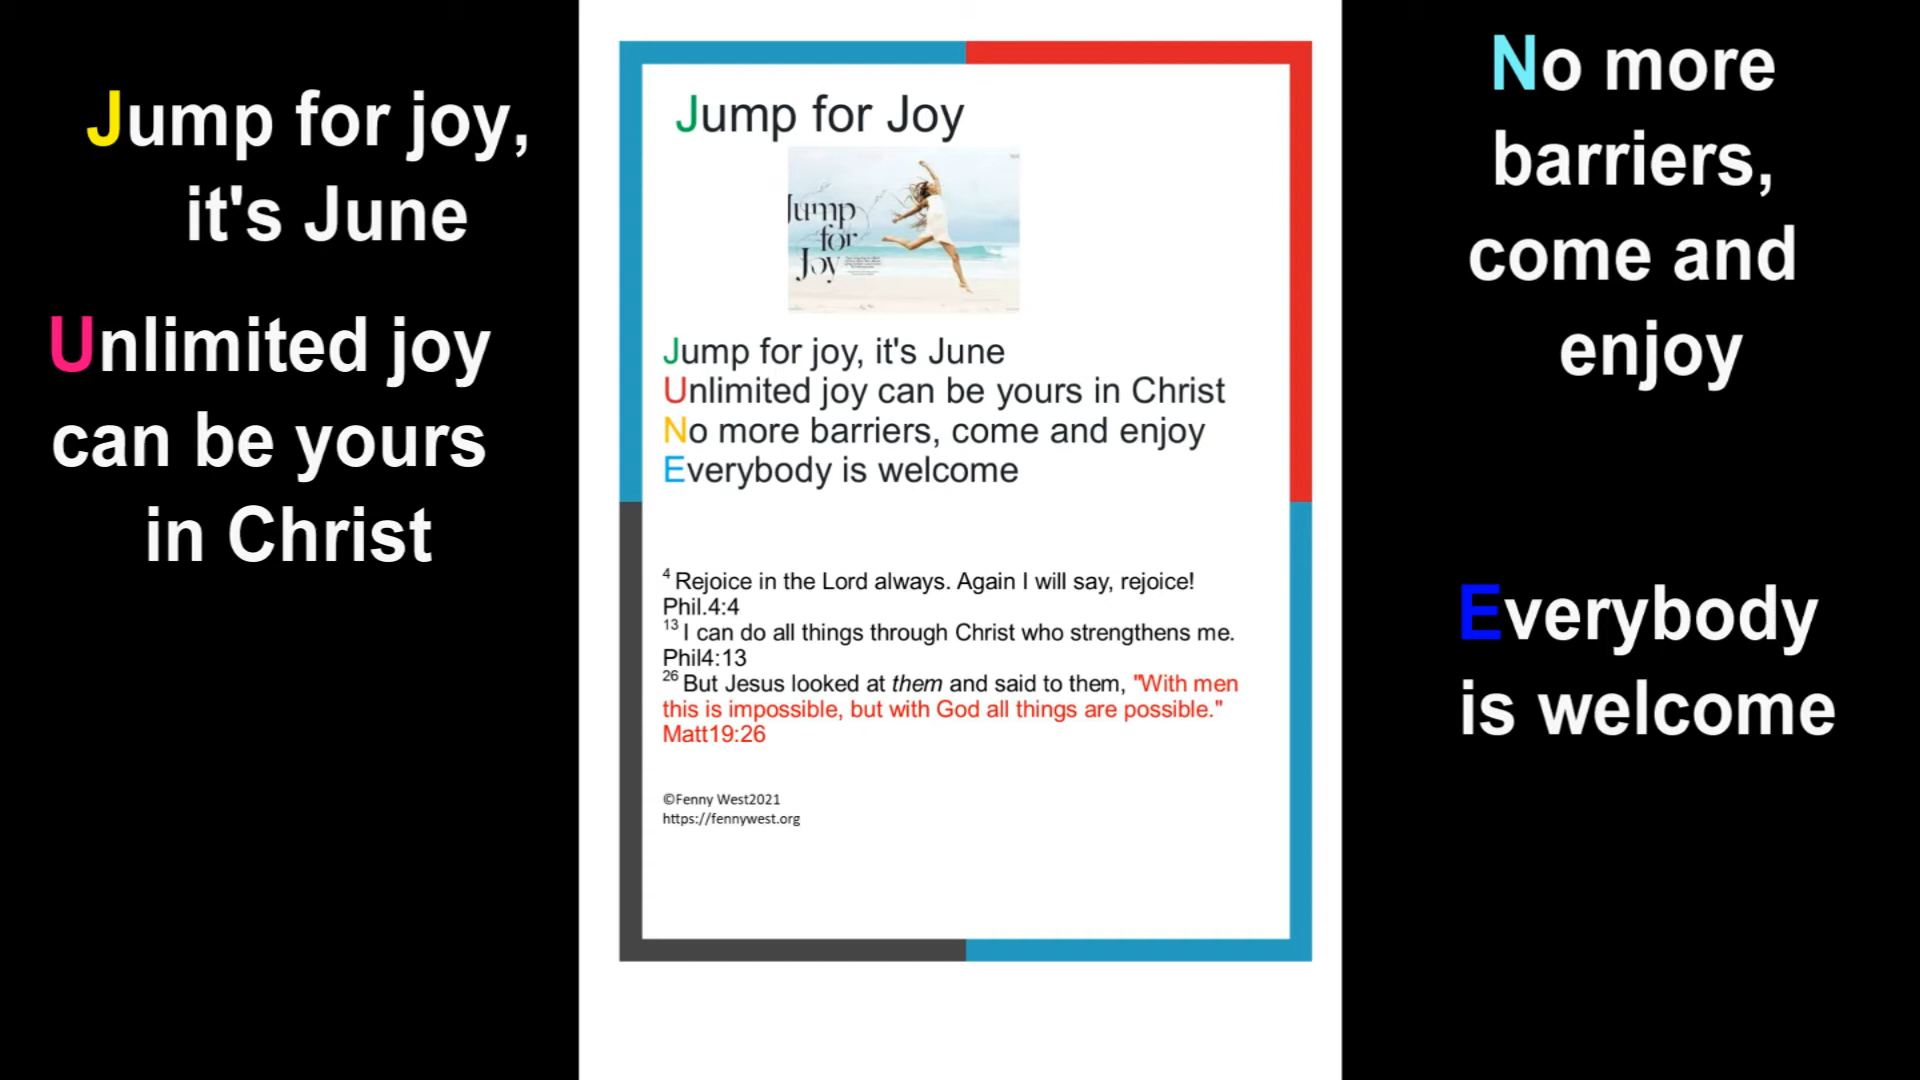 Jump for joy,
it's June
Unlimited joy
can be yours
in Christ
Jump for Joy
Jump
for
Joy
Jump for joy, it's June
Unlimited joy can be yours in Christ
No more barriers, come and enjoy
Everybody is welcome
4 Rejoice in the Lord always. Again I will say, rejoice!
Phil.4:4
13 I can do all things through Christ who strengthens me.
Phil4:13
26 But Jesus looked at them and said to them, "With men
this is impossible, but with God all things are possible."
Matt19:26
©Fenny West2021
https://fennywest.org
No more
barriers,
come and
enjoy
Everybody
is welcome